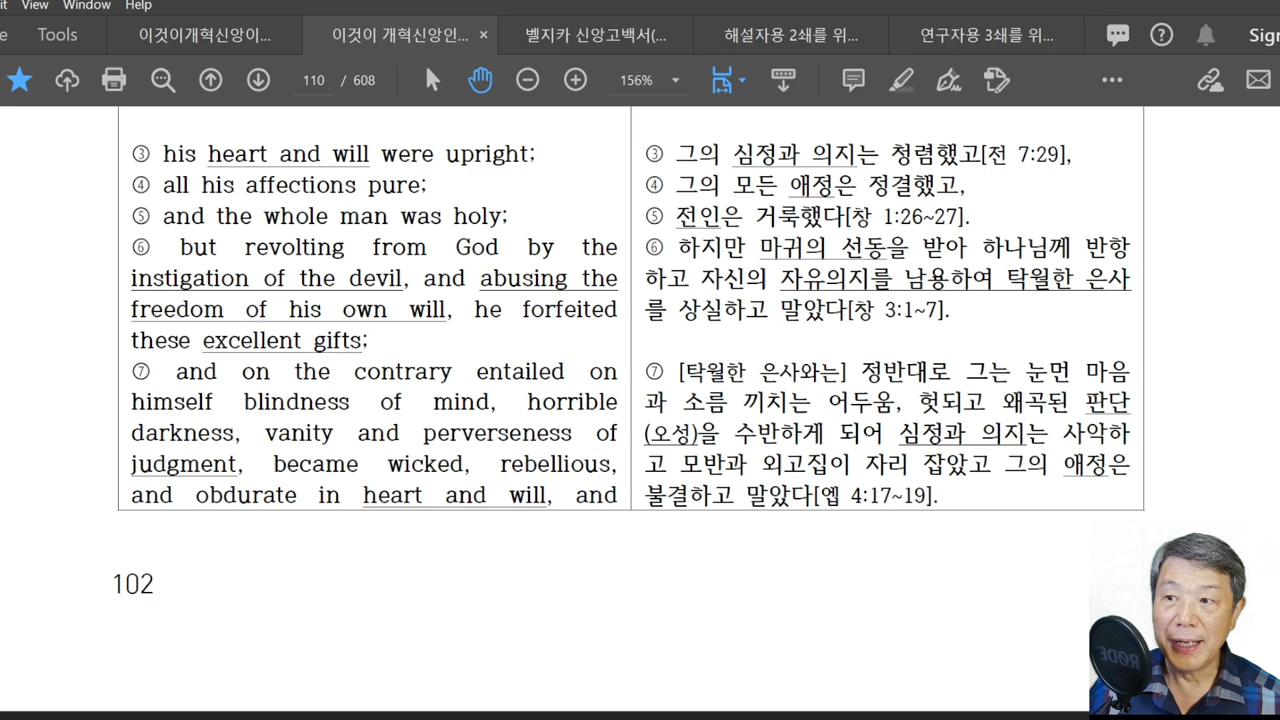 it View Window Help
e Tools 이것이개혁신앙이... 이것이 개혁신앙인... × 벨지카 신앙고백서(... 해설자용 2쇄를 위... 연구자용 3쇄를 위... Sign
110 / 608 156%
③ his heart and will were upright;
④ all his affections pure;
⑤ and the whole man was holy;
⑥ but revolting from God by the
instigation of the devil, and abusing the
freedom of his own will, he forfeited
these excellent gifts;
⑦ and on the contrary entailed on
himself blindness of mind, horrible
darkness, vanity and perverseness of
judgment, became wicked, rebellious,
and obdurate in heart and will, and
③ 그의 심정과 의지는 청렴했고[전 7:29],
④ 그의 모든 애정은 정결했고,
⑤ 전인은 거룩했다[창 1:26~27].
⑥ 하지만 마귀의 선동을 받아 하나님께 반항
하고 자신의 자유의지를 남용하여 탁월한 은사
를 상실하고 말았다[창 3:1~7].
⑦ [탁월한 은사와는] 정반대로 그는 눈먼 마음
과 소름 끼치는 어두움, 헛되고 왜곡된 판단
(오성)을 수반하게 되어 심정과 의지는 사악하
고 모반과 외고집이 자리 잡았고 그의 애정은
불결하고 말았다[엡 4:17~19].
102
RØDE